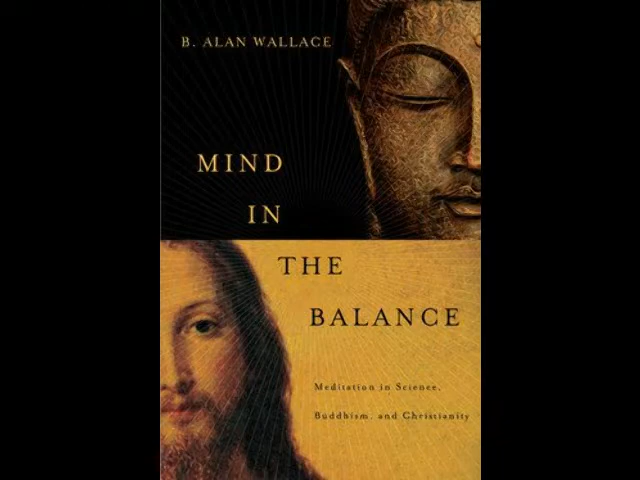 B. ALAN WALLACE
MIND
IN
THE
BALANCE
Meditation in Science,
Buddhism, and Christianity